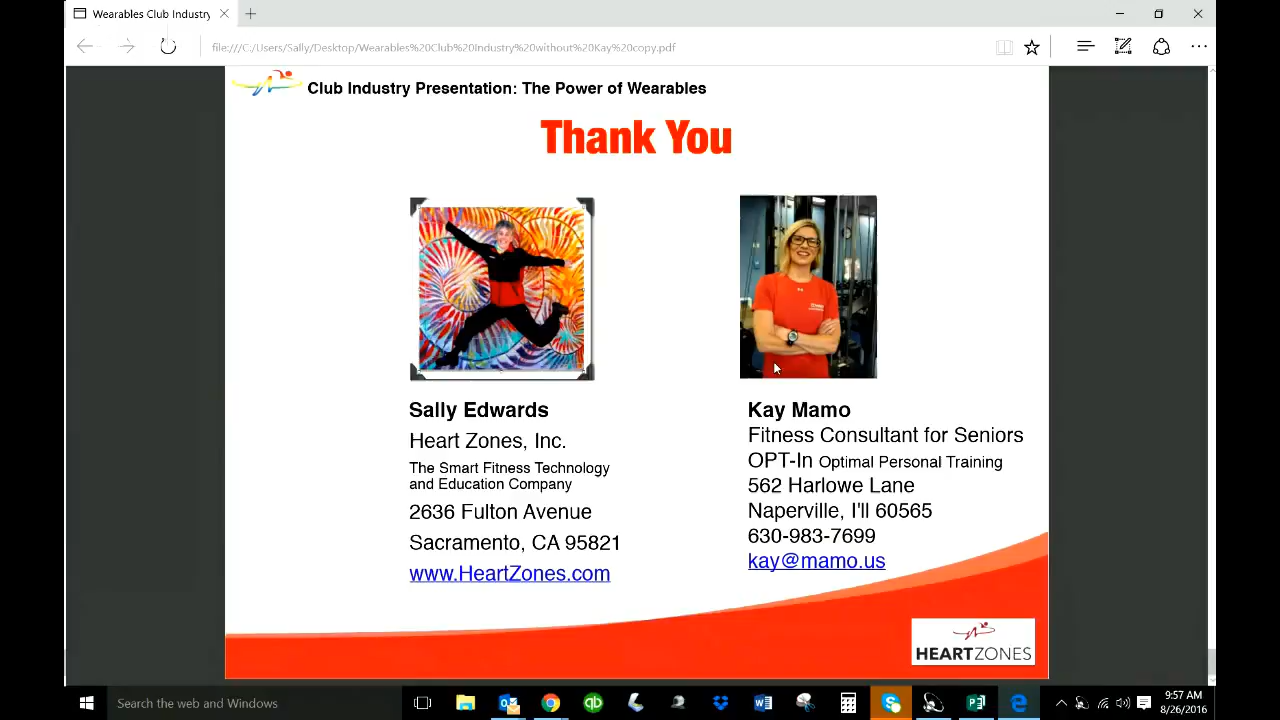 Wearables Club Industry
file:///C:/Users/Sally/Desktop/Wearables%20Club%20Industry%20without%20Kay%20copy.pdf
Club Industry Presentation: The Power of Wearables
Thank You
Sally Edwards
Heart Zones, Inc.
The Smart Fitness Technology
and Education Company
2636 Fulton Avenue
Sacramento, CA 95821
www.HeartZones.com
Kay Mamo
Fitness Consultant for Seniors
OPT-In Optimal Personal Training
562 Harlowe Lane
Naperville, I'll 60565
630-983-7699
kay@mamo.us
HEARTZONES
Search the web and Windows
9:57 AM
8/26/2016